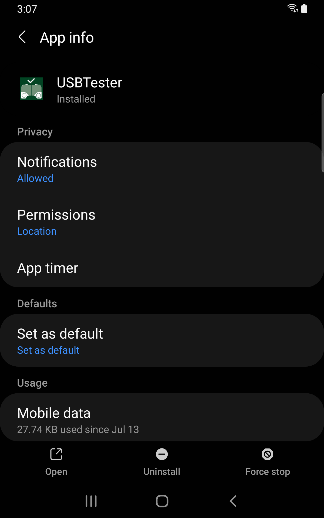 3:07
App info
USBTester
Installed
Privacy
Notifications
Allowed
Permissions
Location
App timer
Defaults
Set as default
Set as default
Usage
Mobile data
27.74 KB used since Jul 13
Open
Uninstall
Force stop